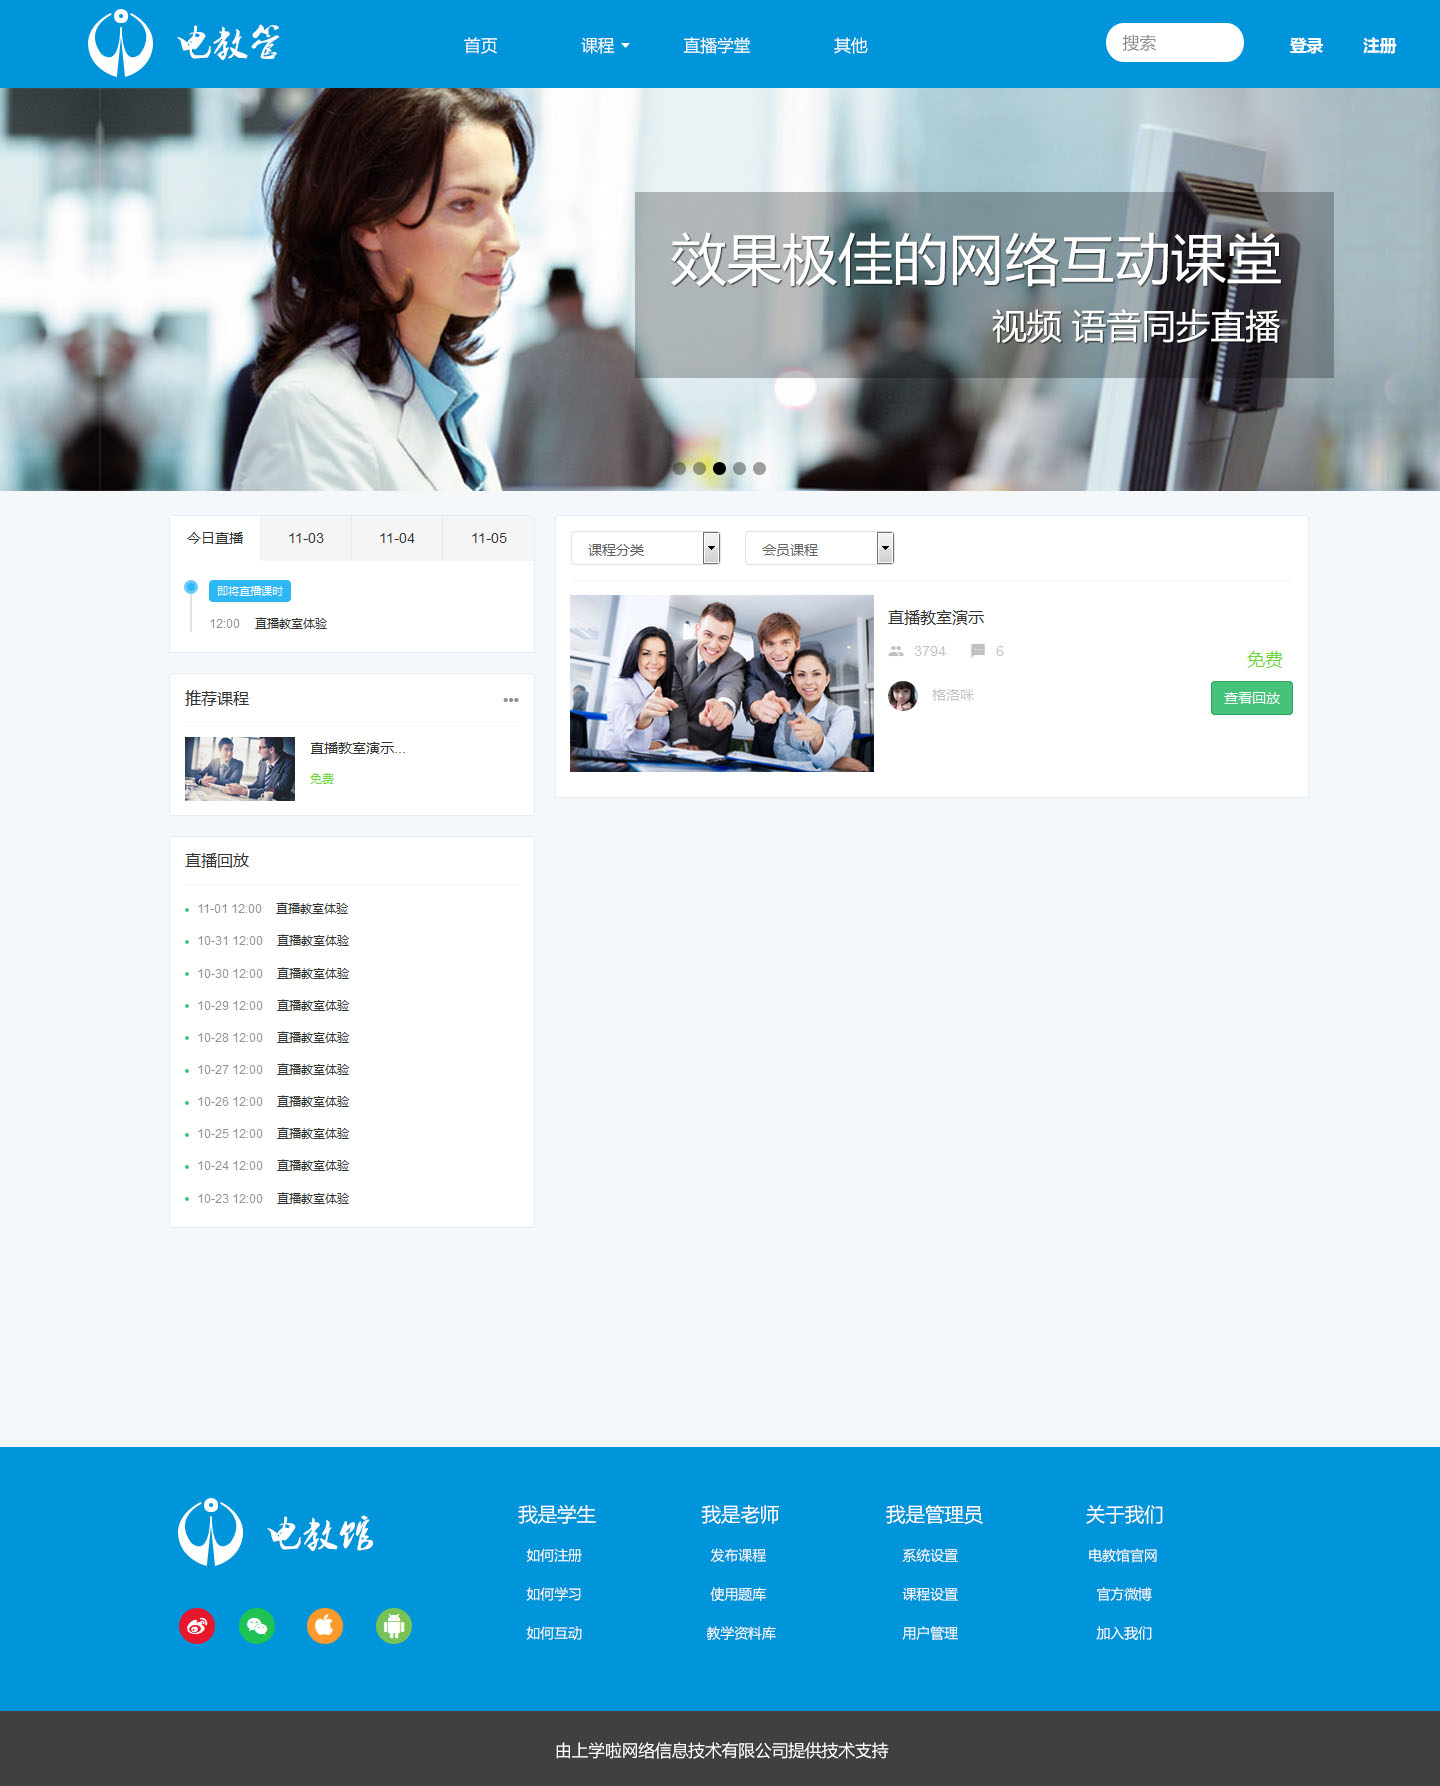 电教管
首页
课程
直播学堂
其他
搜索
登录
注册
效果极佳的网络互动课堂
视频 语音同步直播
今日直播
11-03
11-04
11-05
即将直播课时
12:00 直播教室体验
推荐课程
直播教室演示...
免费
直播回放
11-01 12:00 直播教室体验
10-31 12:00 直播教室体验
10-30 12:00 直播教室体验
10-29 12:00 直播教室体验
10-28 12:00 直播教室体验
10-27 12:00 直播教室体验
10-26 12:00 直播教室体验
10-25 12:00 直播教室体验
10-24 12:00 直播教室体验
10-23 12:00 直播教室体验
课程分类
会员课程
直播教室演示
3794 6
免费
格洛咪
查看回放
电教馆
我是学生
如何注册
如何学习
如何互动
我是老师
发布课程
使用题库
教学资料库
我是管理员
系统设置
课程设置
用户管理
关于我们
电教馆官网
官方微博
加入我们
由上学啦网络信息技术有限公司提供技术支持